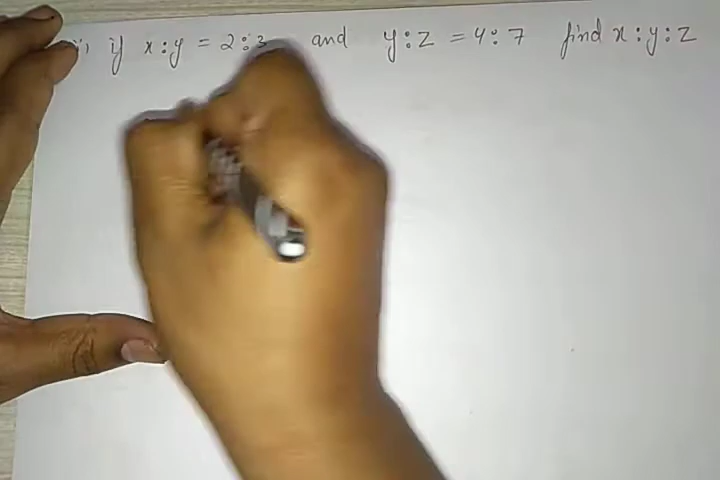 if x:y = 2:3 and y:z = 4:7 find x:y:z